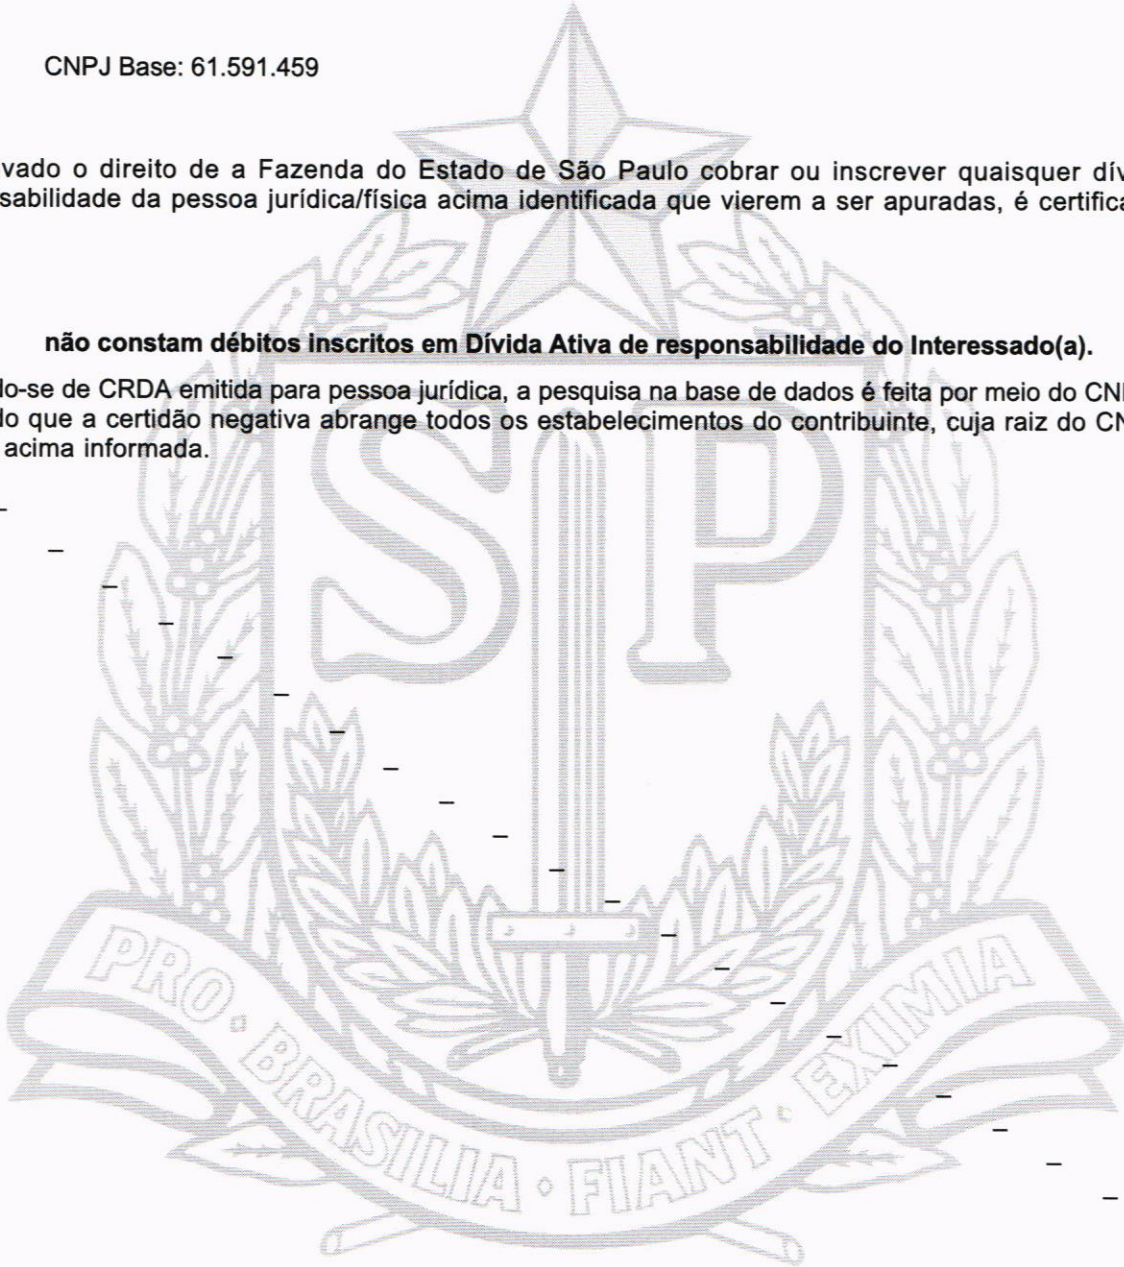 CNPJ Base: 61.591.459
vado o direito de a Fazenda do Estado de São Paulo cobrar ou inscrever quaisquer dív
sabilidade da pessoa jurídica/física acima identificada que vierem a ser apuradas, é certifica
não constam débitos inscritos em Dívida Ativa de responsabilidade do Interessado(a).
do-se de CRDA emitida para pessoa jurídica, a pesquisa na base de dados é feita por meio do CN
do que a certidão negativa abrange todos os estabelecimentos do contribuinte, cuja raiz do CN
acima informada.
SP
PRO · BRASILIA · FIANT · EXIMIA